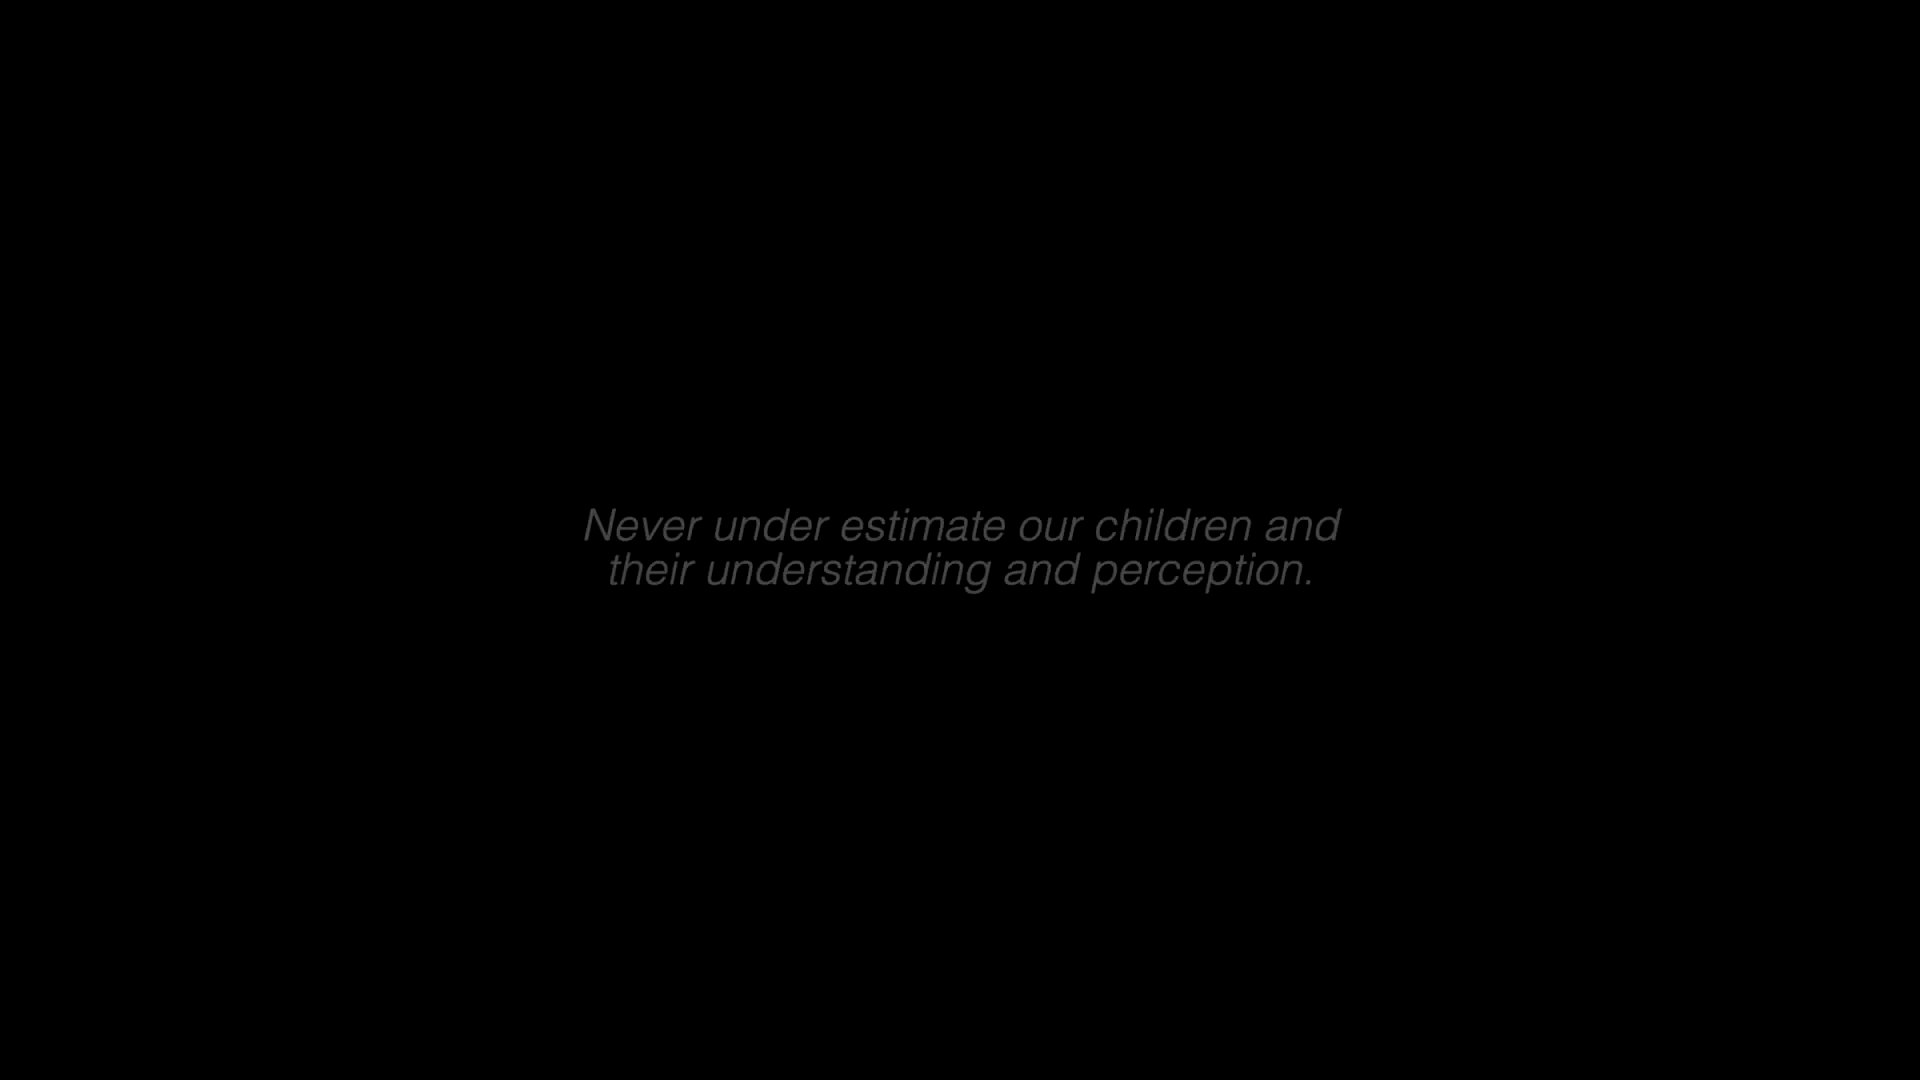 Never under estimate our children and
their understanding and perception.